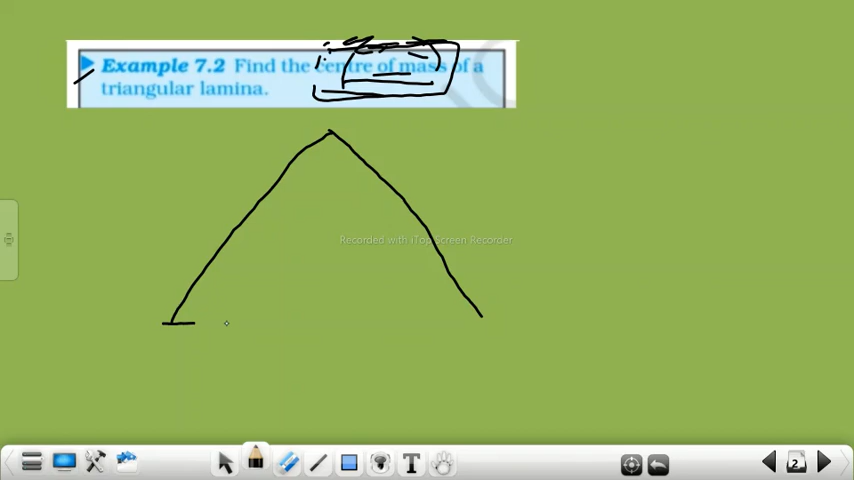 Example 7.2 Find the centre of mass of a
triangular lamina.
Recorded with iTop Screen Recorder
T
2